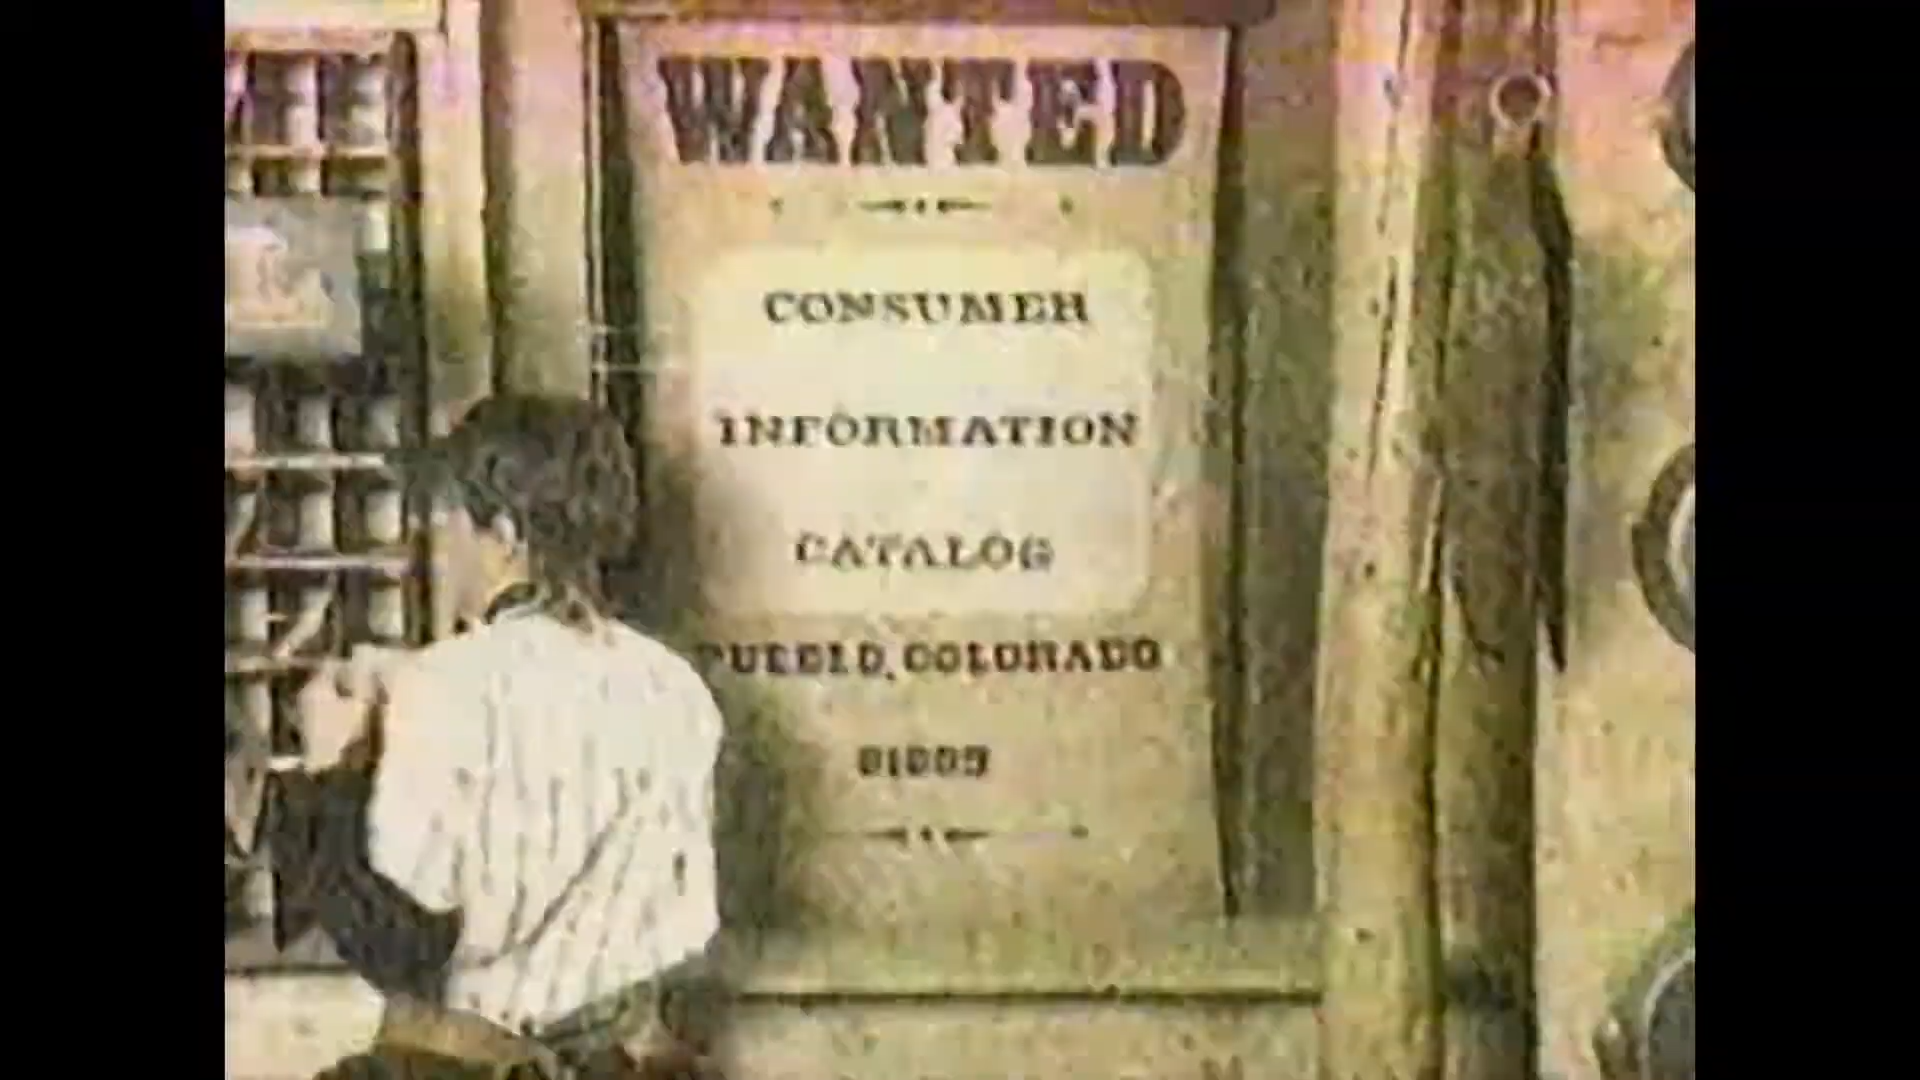 WANTED
CONSUMER
INFORMATION
CATALOG
PUEBLO, COLORADO
81009